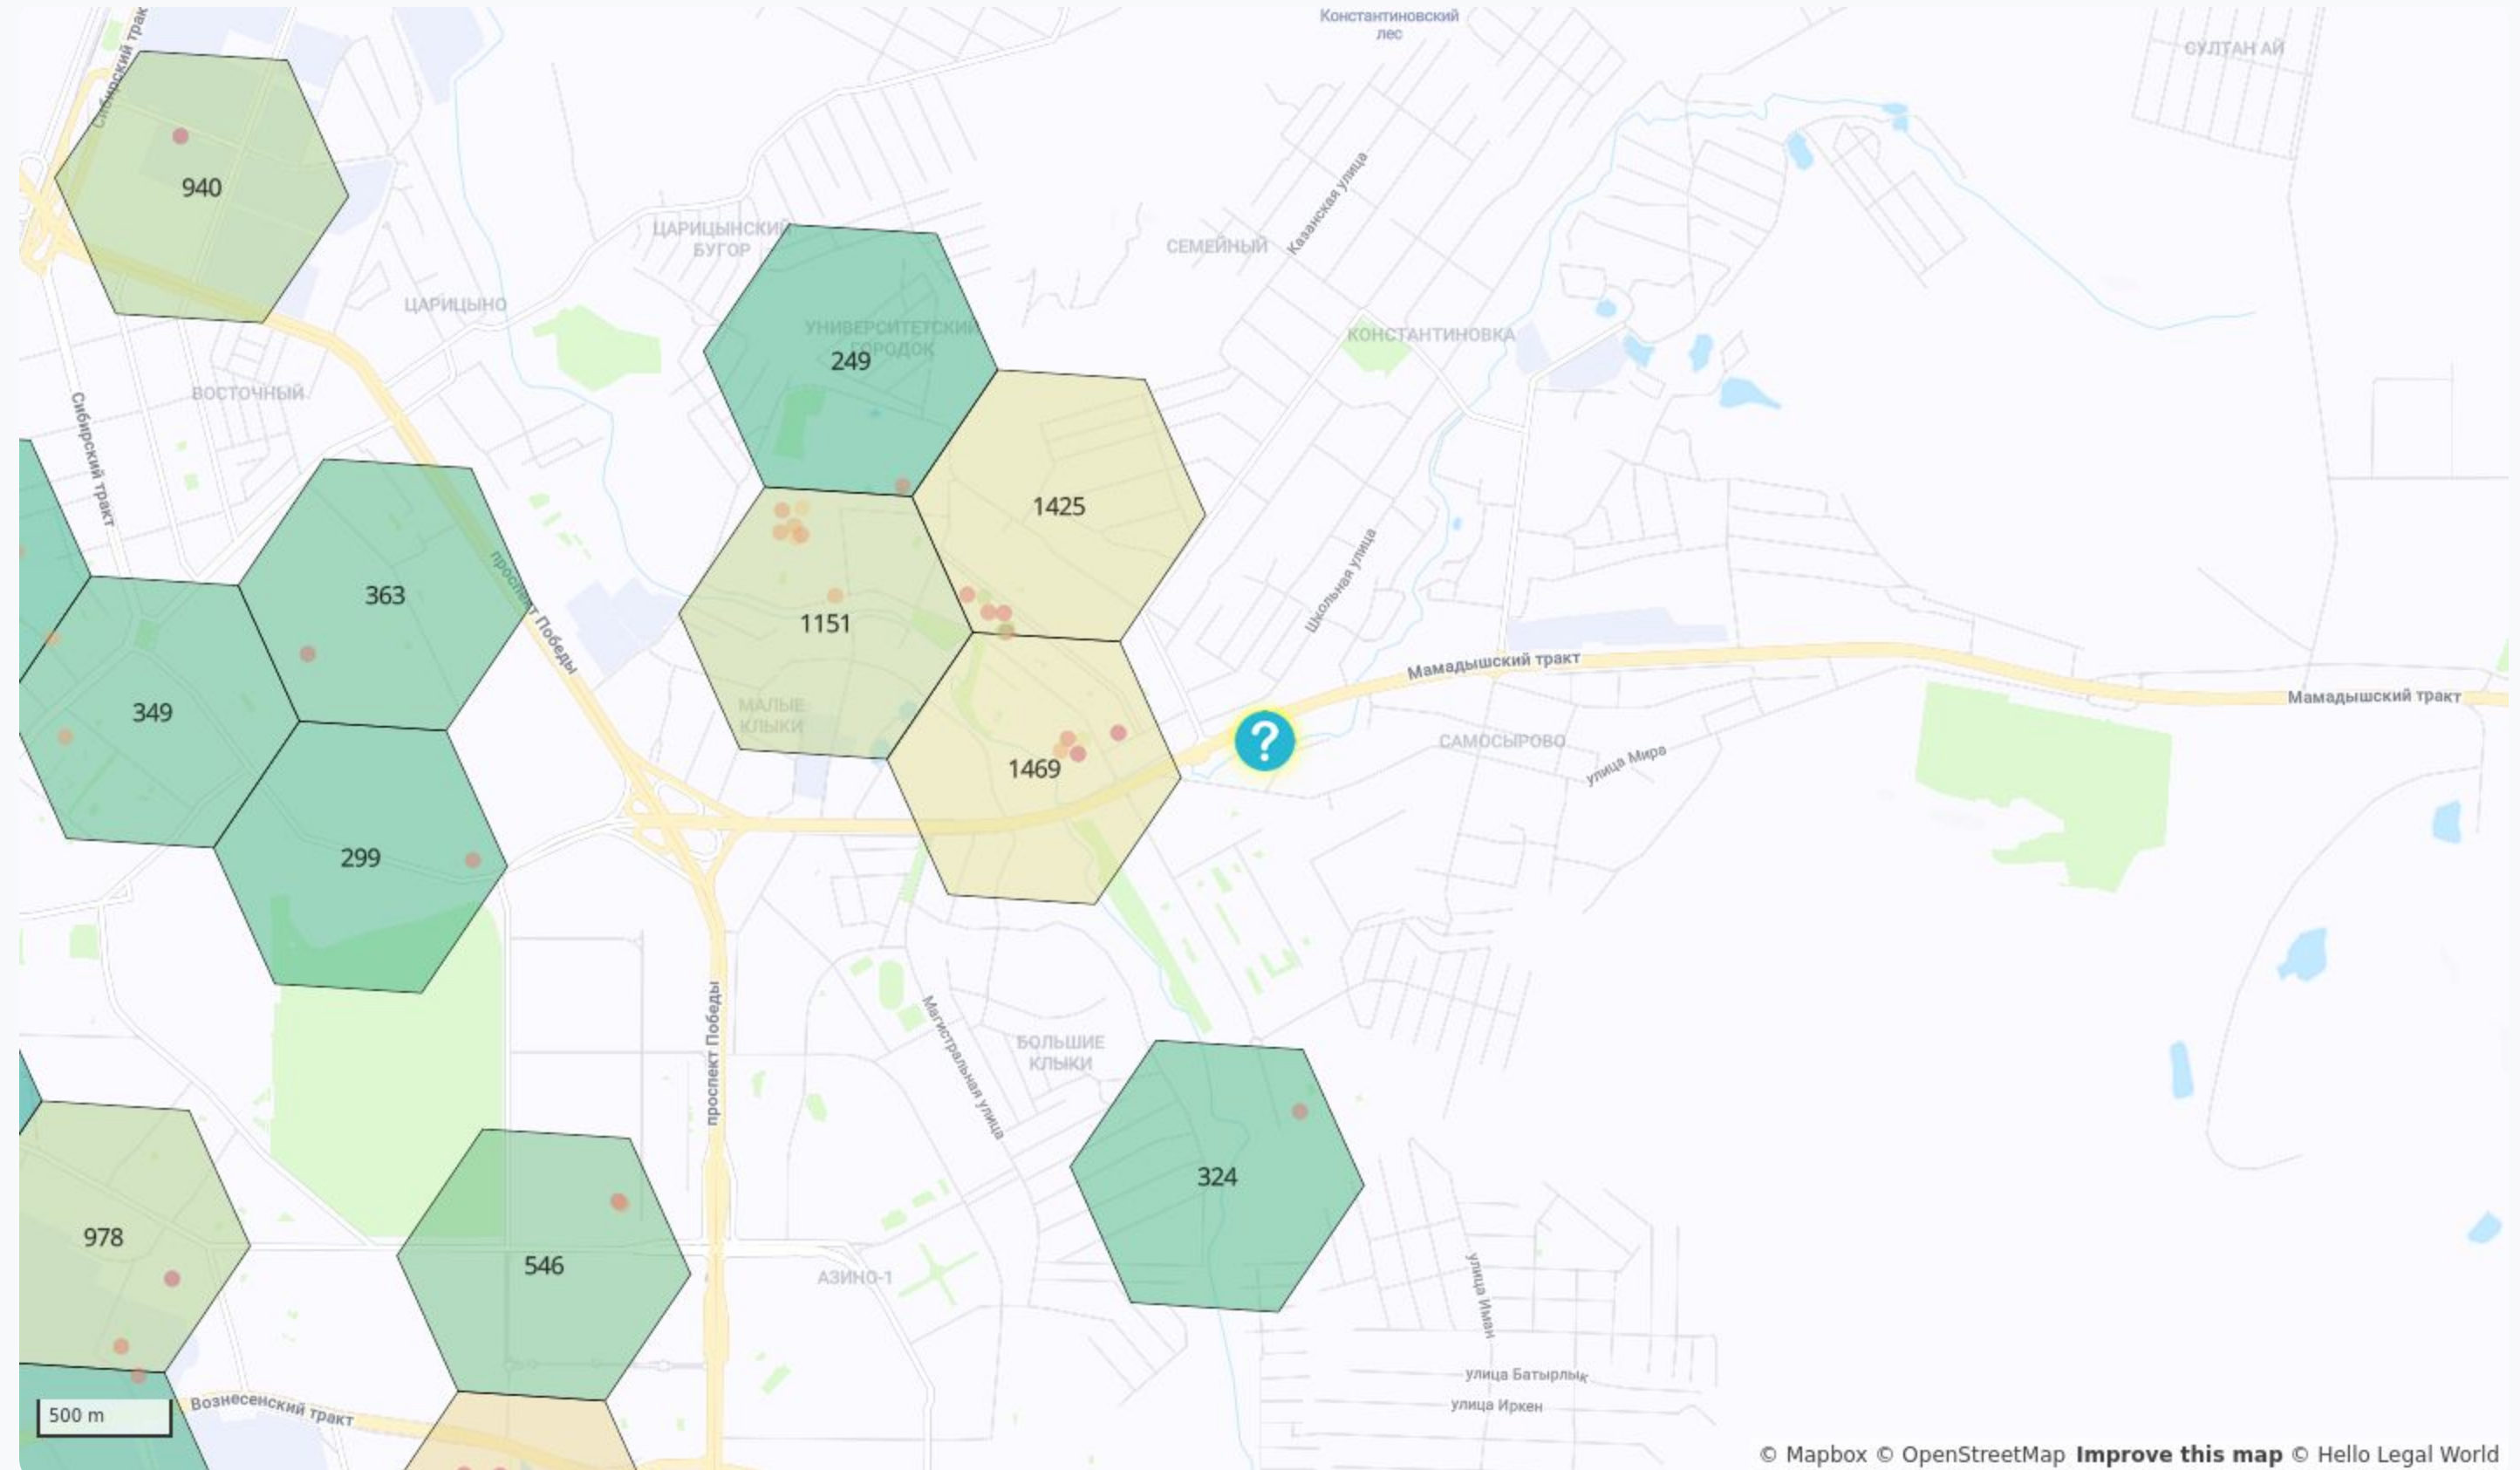 Константиновский
лес
СУЛТАН АЙ
Сибирский трак
940
Казанская улица
ЦАРИЦЫНСКИЙ
БУГОР
СЕМЕЙНЫЙ
ЦАРИЦЫНО
УНИВЕРСИТЕТСКИЙ
ГОРОДОК
249
КОНСТАНТИНОВКА
ВОСТОЧНЫЙ
Сибирский тракт
1425
363
проспект Победы
Школьная улица
1151
Мамадышский тракт
Мамадышский тракт
349
МАЛЫЕ
КЛЫКИ
?
САМОСЫРОВО
улица Мира
1469
299
проспект Победы
Магистральная улица
БОЛЬШИЕ
КЛЫКИ
324
978
546
АЗИНО-1
улица Иман
улица Батырлык
улица Иркен
Вознесенский тракт
500 m
© Mapbox © OpenStreetMap Improve this map © Hello Legal World